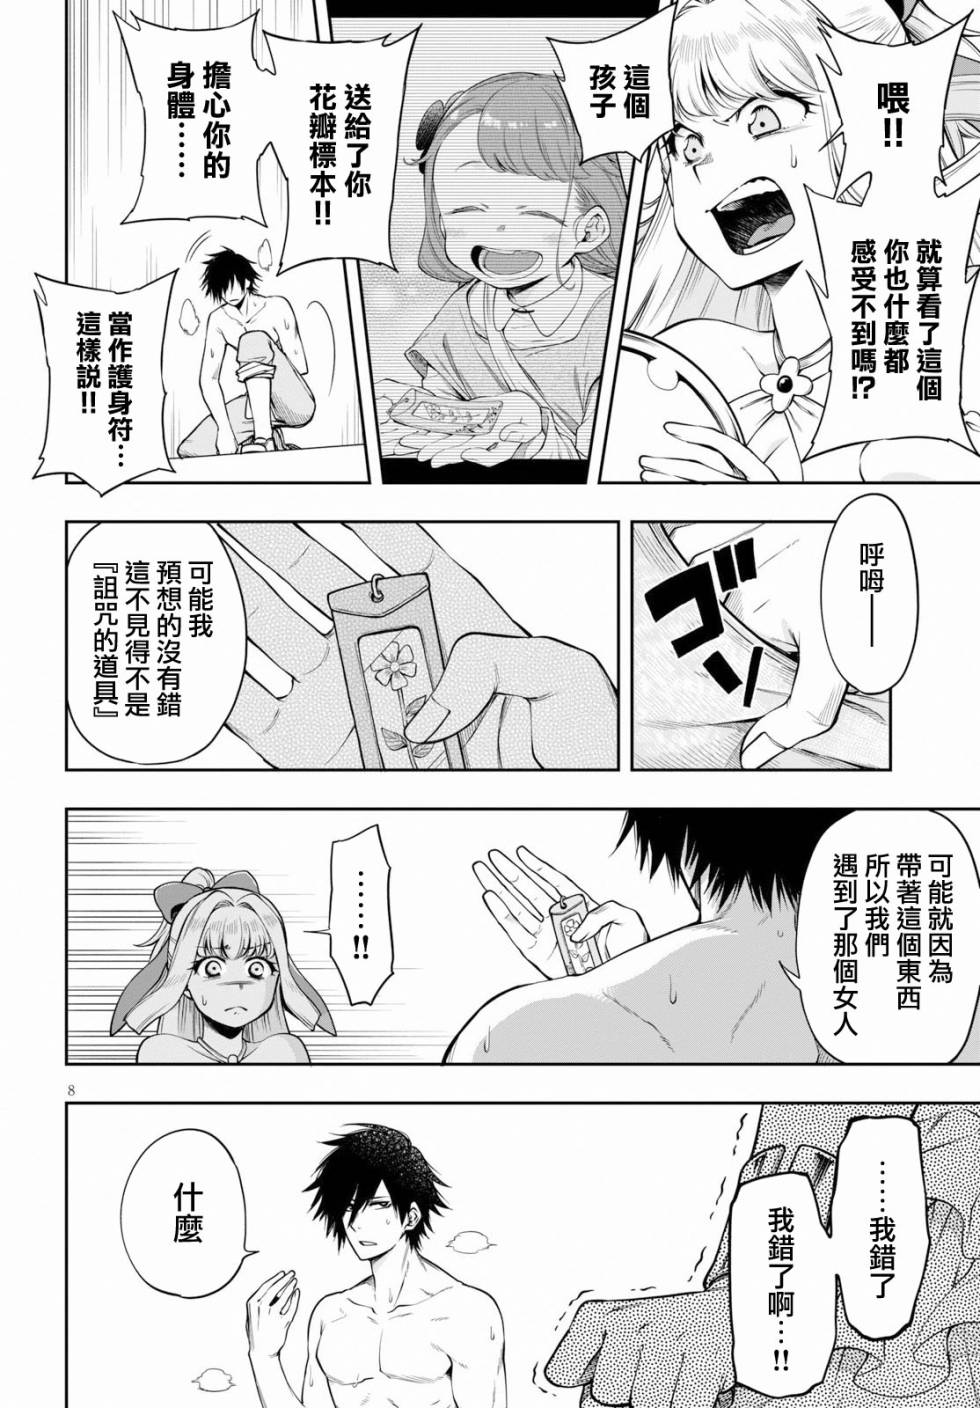 喂!!
就算看了這個
你也什麼都
感受不到嗎!?
這個
孩子
送給了你
花瓣標本!!
擔心你的
身體……
當作護身符…
這樣說!!
呼呣——
ゴソ
可能我
預想的沒有錯
這不見得不是
『詛咒的道具』
可能就因為
帶著這個東西
所以我們
遇到了那個女人
……!!
……我錯了
我錯了啊…!!
什麼
8